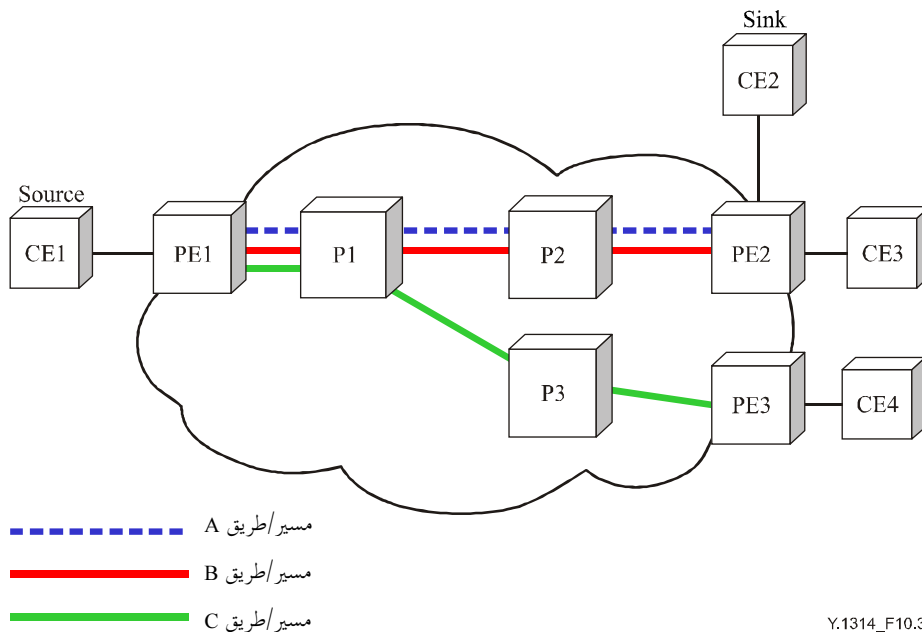 Sink
CE2
Source
CE1
PE1
P1
P2
PE2
CE3
P3
PE3
CE4
مسير/طريق A
مسير/طريق B
مسير/طريق C
Y.1314_F10.3